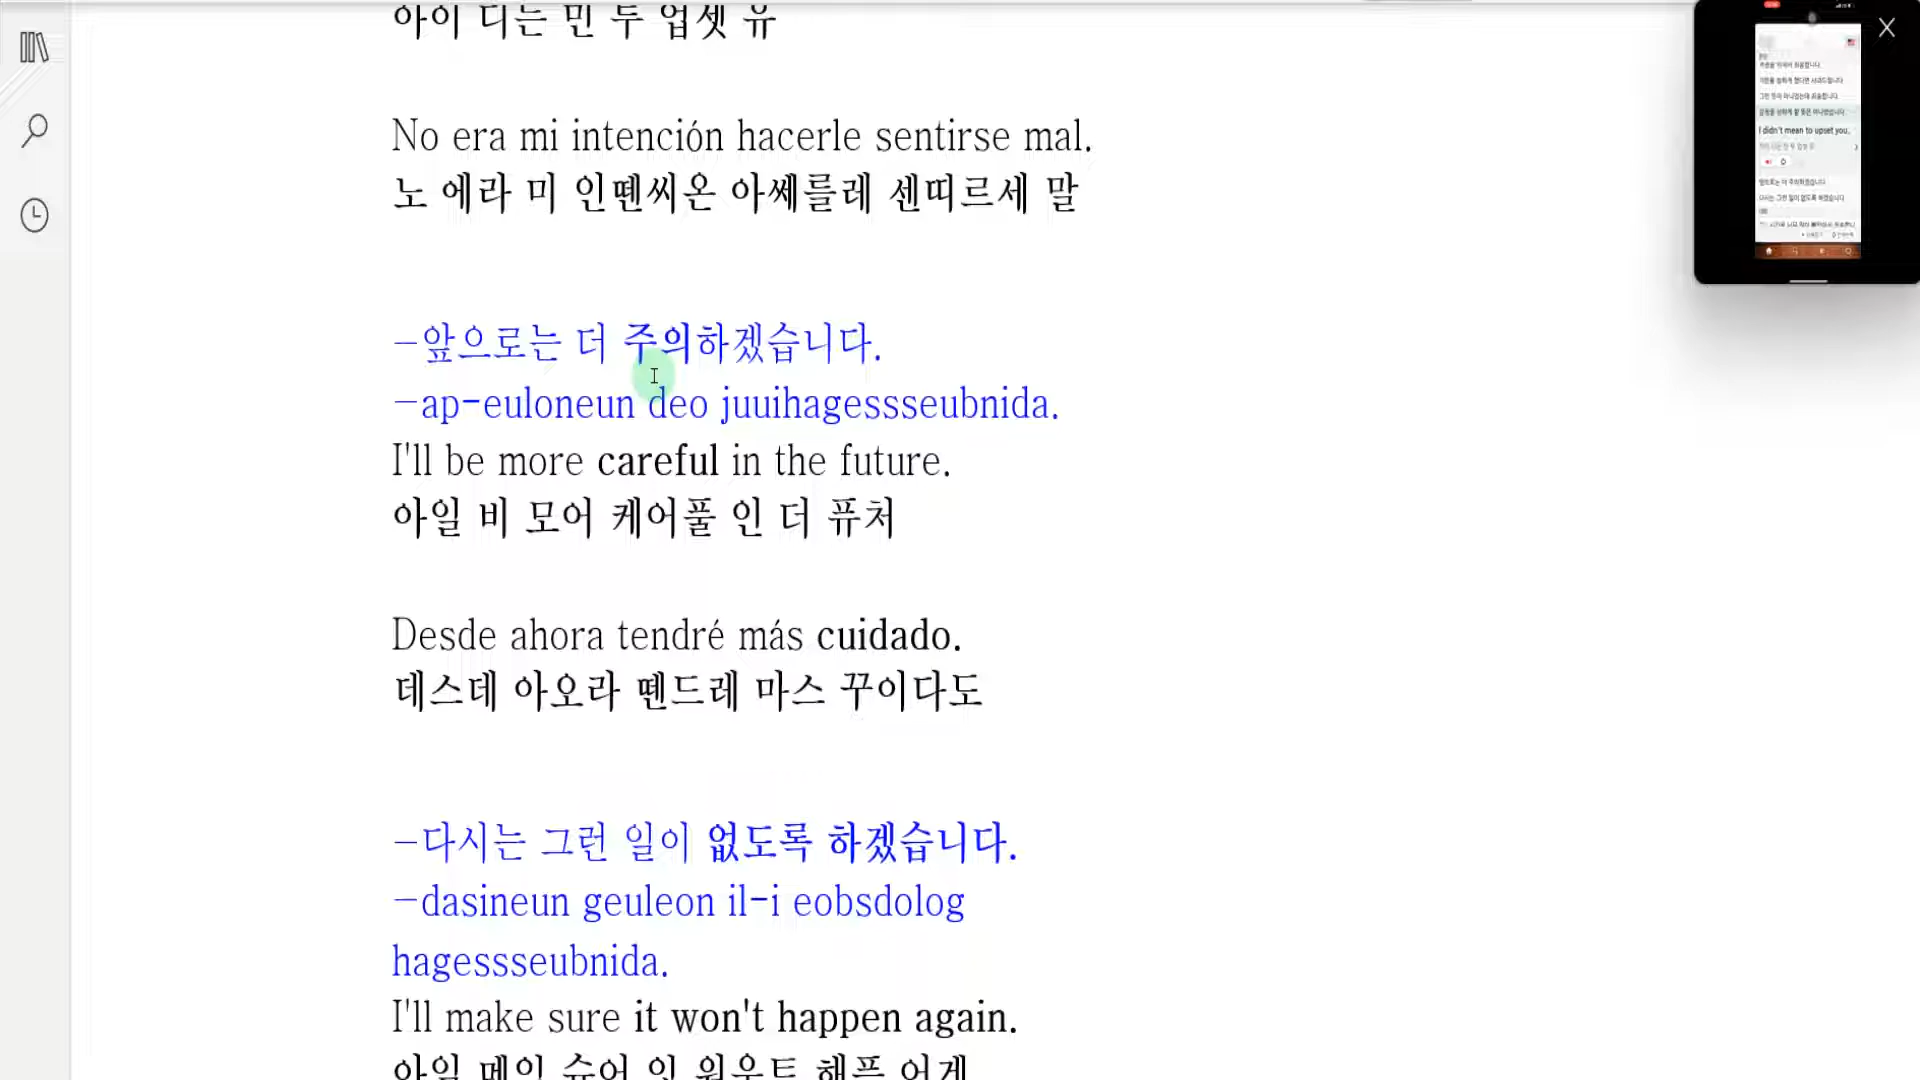 아이 디든 민 투 업셋 유
No era mi intención hacerle sentirse mal.
노 에라 미 인뗀씨온 아쎄를레 센띠르세 말
-앞으로는 더 주의하겠습니다.
-ap-euloneun deo juuihagessseubnida.
I'll be more careful in the future.
아일 비 모어 케어풀 인 더 퓨처
Desde ahora tendré más cuidado.
데스데 아오라 뗀드레 마스 꾸이다도
-다시는 그런 일이 없도록 하겠습니다.
-dasineun geuleon il-i eobsdolog
hagessseubnida.
I'll make sure it won't happen again.
I didn't mean to upset you.